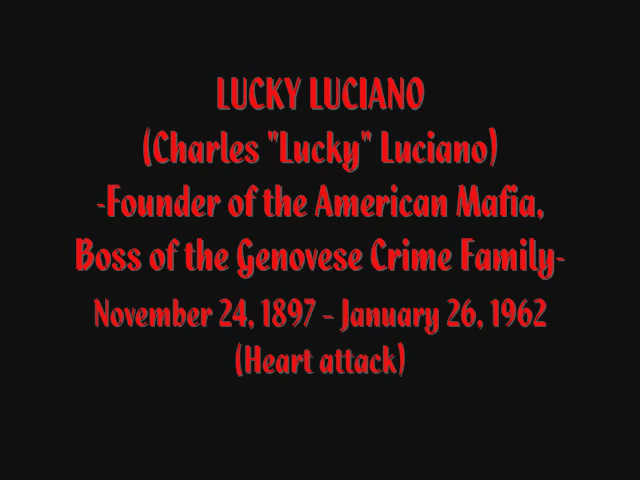 LUCKY LUCIANO
(Charles "Lucky" Luciano)
-Founder of the American Mafia,
Boss of the Genovese Crime Family-
November 24, 1897 - January 26, 1962
(Heart attack)